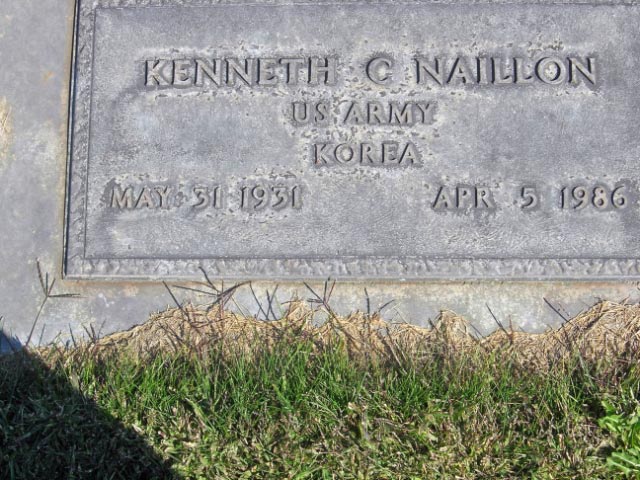 KENNETH C NAILLON
US ARMY
KOREA
MAY 31 1931 APR 5 1986